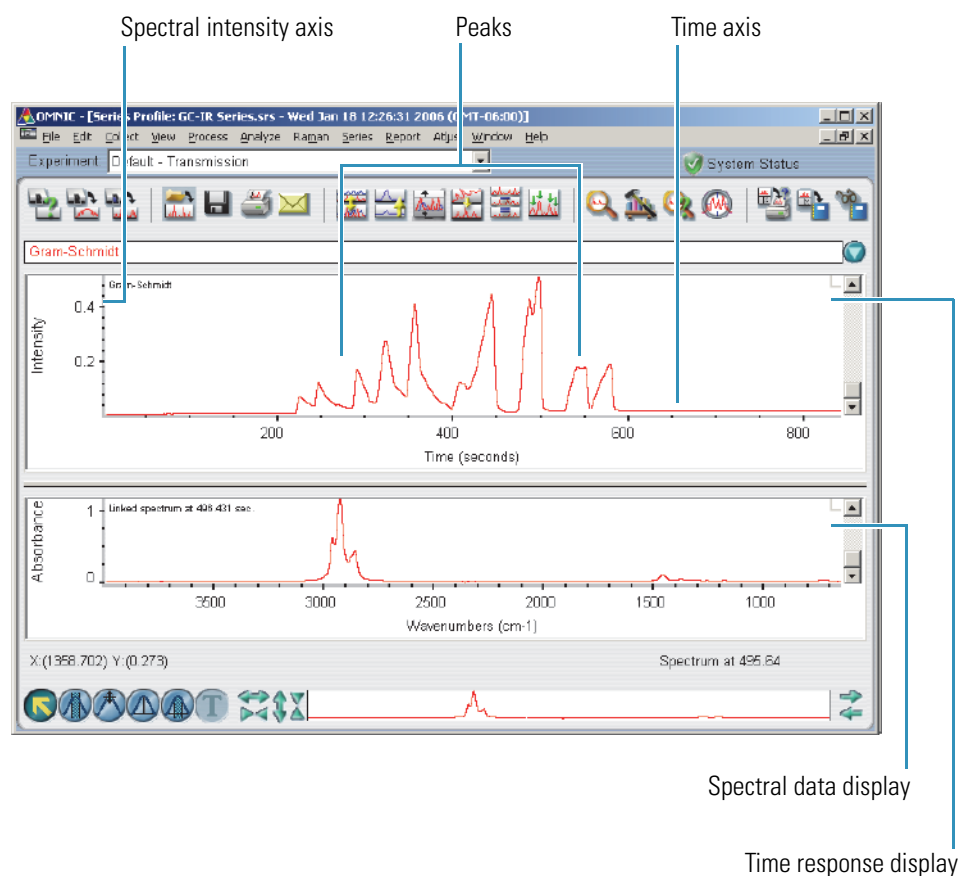 Spectral intensity axis Peaks Time axis
OMNIC - [Series Profile: GC-IR Series.srs - Wed Jan 18 12:26:31 2006 (GMT-06:00)]
File Edit Collect View Process Analyze Raman Series Report Atlµs Window Help
Experiment: Default - Transmission System Status
Gram-Schmidt
Gram-Schmidt
Intensity
0.4
0.2
200 400 600 800
Time (seconds)
Linked spectrum at 496.431 sec.
Absorbance
1
0
3500 3000 2500 2000 1500 1000
Wavenumbers (cm-1)
X:(1358.702) Y:(0.273) Spectrum at 495.64
T
Spectral data display
Time response display